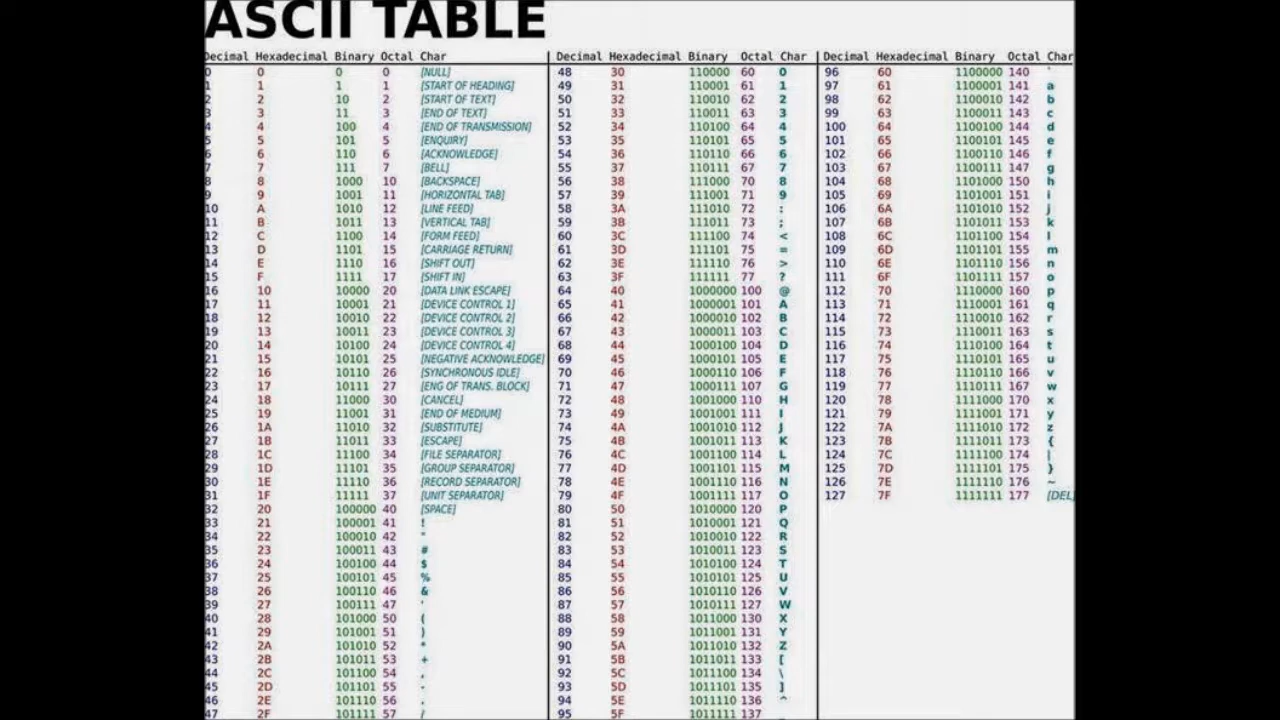 ASCII TABLE
Decimal Hexadecimal Binary Octal Char Decimal Hexadecimal Binary Octal Char Decimal Hexadecimal Binary Octal Char
0 0 0 0 [NULL] 48 30 110000 60 0 96 60 1100000 140 `
1 1 1 1 [START OF HEADING] 49 31 110001 61 1 97 61 1100001 141 a
2 2 10 2 [START OF TEXT] 50 32 110010 62 2 98 62 1100010 142 b
3 3 11 3 [END OF TEXT] 51 33 110011 63 3 99 63 1100011 143 c
4 4 100 4 [END OF TRANSMISSION] 52 34 110100 64 4 100 64 1100100 144 d
5 5 101 5 [ENQUIRY] 53 35 110101 65 5 101 65 1100101 145 e
6 6 110 6 [ACKNOWLEDGE] 54 36 110110 66 6 102 66 1100110 146 f
7 7 111 7 [BELL] 55 37 110111 67 7 103 67 1100111 147 g
8 8 1000 10 [BACKSPACE] 56 38 111000 70 8 104 68 1101000 150 h
9 9 1001 11 [HORIZONTAL TAB] 57 39 111001 71 9 105 69 1101001 151 i
10 A 1010 12 [LINE FEED] 58 3A 111010 72 : 106 6A 1101010 152 j
11 B 1011 13 [VERTICAL TAB] 59 3B 111011 73 ; 107 6B 1101011 153 k
12 C 1100 14 [FORM FEED] 60 3C 111100 74 < 108 6C 1101100 154 l
13 D 1101 15 [CARRIAGE RETURN] 61 3D 111101 75 = 109 6D 1101101 155 m
14 E 1110 16 [SHIFT OUT] 62 3E 111110 76 > 110 6E 1101110 156 n
15 F 1111 17 [SHIFT IN] 63 3F 111111 77 ? 111 6F 1101111 157 o
16 10 10000 20 [DATA LINK ESCAPE] 64 40 1000000 100 @ 112 70 1110000 160 p
17 11 10001 21 [DEVICE CONTROL 1] 65 41 1000001 101 A 113 71 1110001 161 q
18 12 10010 22 [DEVICE CONTROL 2] 66 42 1000010 102 B 114 72 1110010 162 r
19 13 10011 23 [DEVICE CONTROL 3] 67 43 1000011 103 C 115 73 1110011 163 s
20 14 10100 24 [DEVICE CONTROL 4] 68 44 1000100 104 D 116 74 1110100 164 t
21 15 10101 25 [NEGATIVE ACKNOWLEDGE] 69 45 1000101 105 E 117 75 1110101 165 u
22 16 10110 26 [SYNCHRONOUS IDLE] 70 46 1000110 106 F 118 76 1110110 166 v
23 17 10111 27 [ENG OF TRANS. BLOCK] 71 47 1000111 107 G 119 77 1110111 167 w
24 18 11000 30 [CANCEL] 72 48 1001000 110 H 120 78 1111000 170 x
25 19 11001 31 [END OF MEDIUM] 73 49 1001001 111 I 121 79 1111001 171 y
26 1A 11010 32 [SUBSTITUTE] 74 4A 1001010 112 J 122 7A 1111010 172 z
27 1B 11011 33 [ESCAPE] 75 4B 1001011 113 K 123 7B 1111011 173 {
28 1C 11100 34 [FILE SEPARATOR] 76 4C 1001100 114 L 124 7C 1111100 174 |
29 1D 11101 35 [GROUP SEPARATOR] 77 4D 1001101 115 M 125 7D 1111101 175 }
30 1E 11110 36 [RECORD SEPARATOR] 78 4E 1001110 116 N 126 7E 1111110 176 ~
31 1F 11111 37 [UNIT SEPARATOR] 79 4F 1001111 117 O 127 7F 1111111 177 [DEL]
32 20 100000 40 [SPACE] 80 50 1010000 120 P
33 21 100001 41 ! 81 51 1010001 121 Q
34 22 100010 42 " 82 52 1010010 122 R
35 23 100011 43 # 83 53 1010011 123 S
36 24 100100 44 $ 84 54 1010100 124 T
37 25 100101 45 % 85 55 1010101 125 U
38 26 100110 46 & 86 56 1010110 126 V
39 27 100111 47 ' 87 57 1010111 127 W
40 28 101000 50 ( 88 58 1011000 130 X
41 29 101001 51 ) 89 59 1011001 131 Y
42 2A 101010 52 * 90 5A 1011010 132 Z
43 2B 101011 53 + 91 5B 1011011 133 [
44 2C 101100 54 , 92 5C 1011100 134 \
45 2D 101101 55 - 93 5D 1011101 135 ]
46 2E 101110 56 . 94 5E 1011110 136 ^
47 2F 101111 57 / 95 5F 1011111 137 _